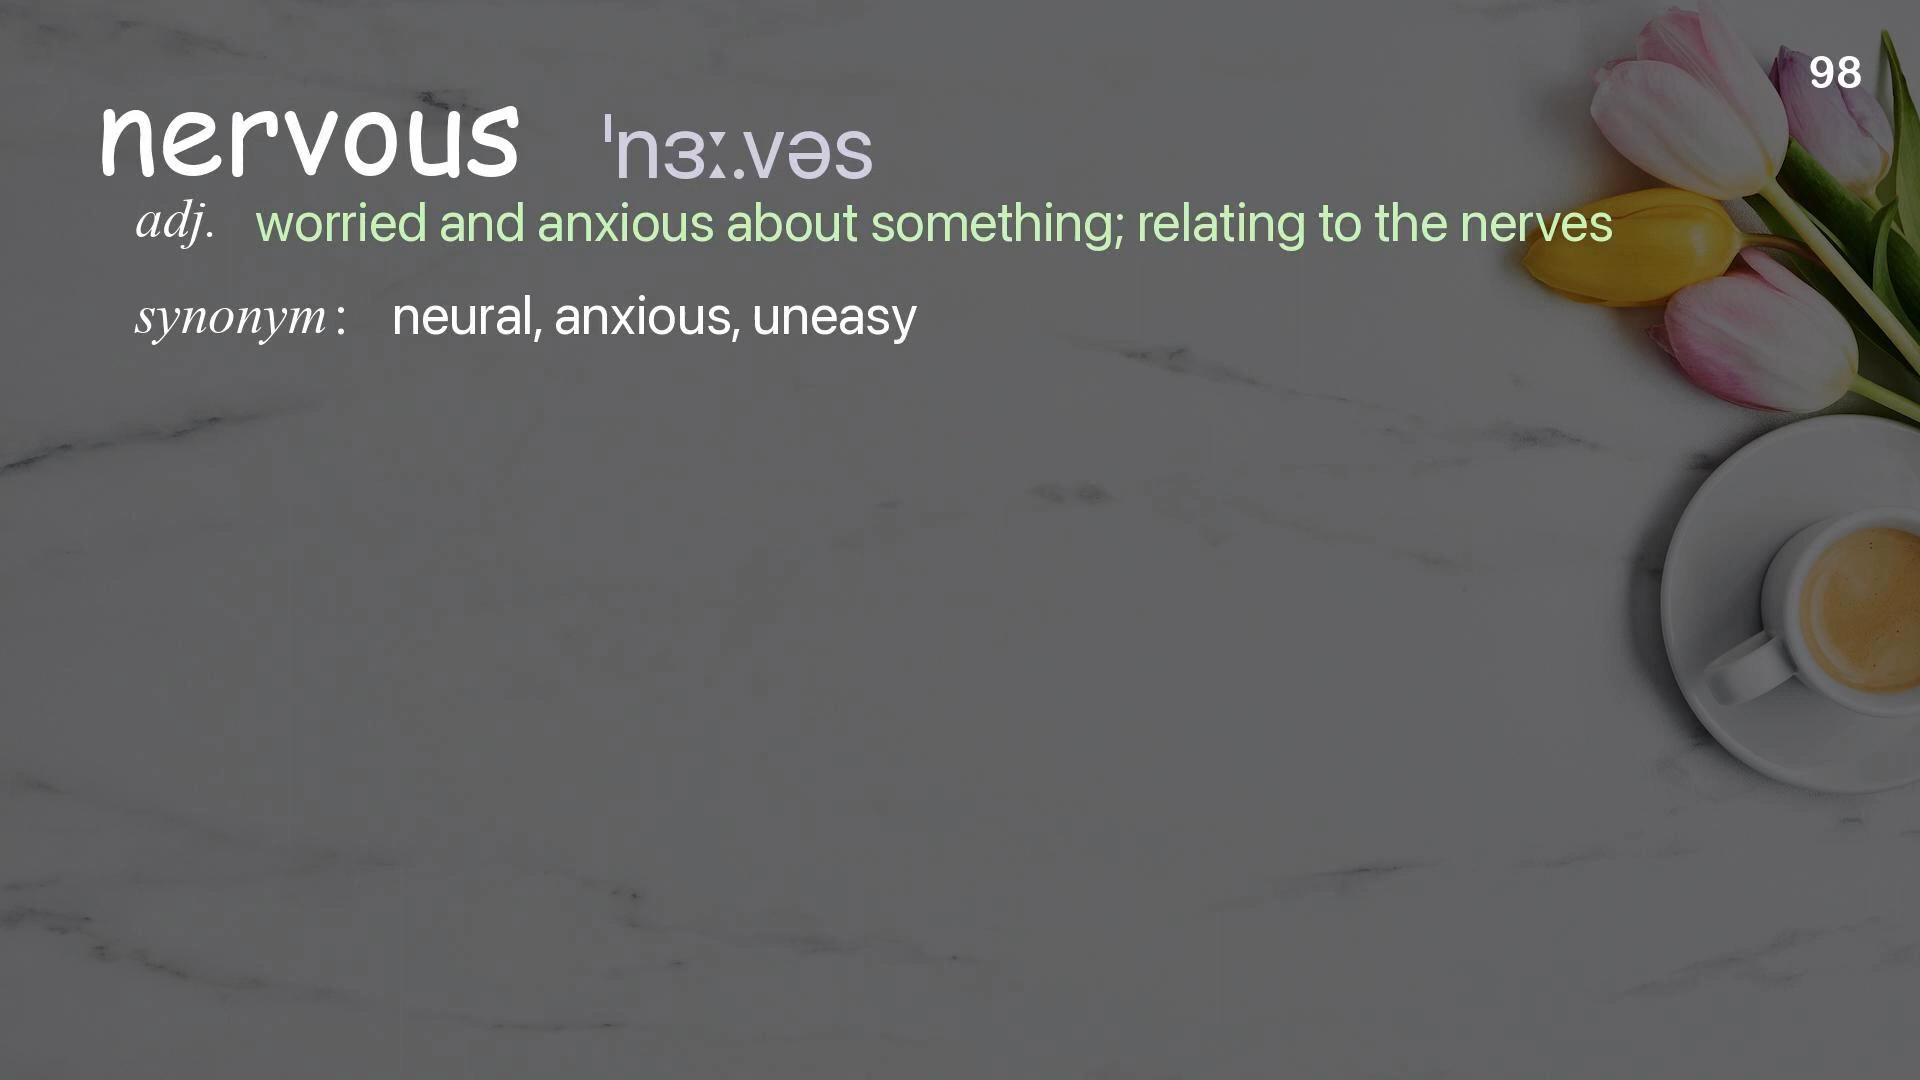 98
nervous ˈnɜː.vəs
adj. worried and anxious about something; relating to the nerves
synonym: neural, anxious, uneasy